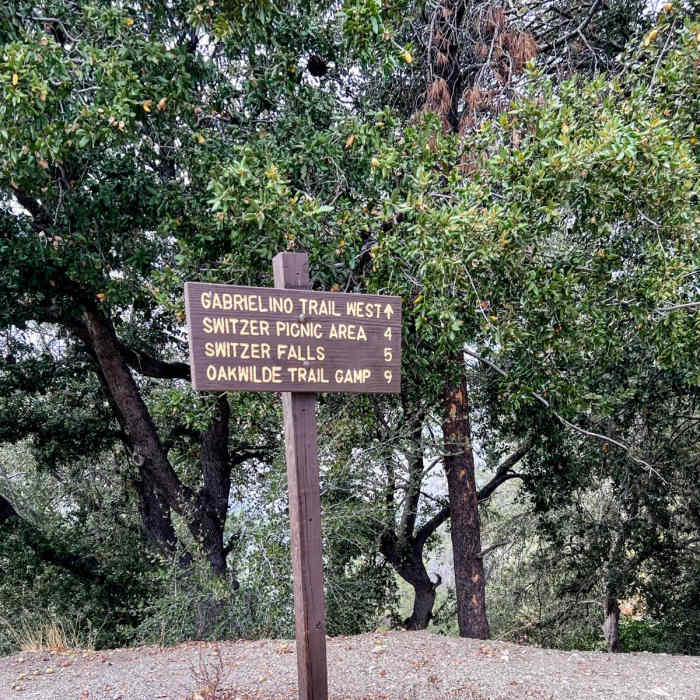 GABRIELINO TRAIL WEST↑
SWITZER PICNIC AREA 4
SWITZER FALLS 5
OAKWILDE TRAIL CAMP 9